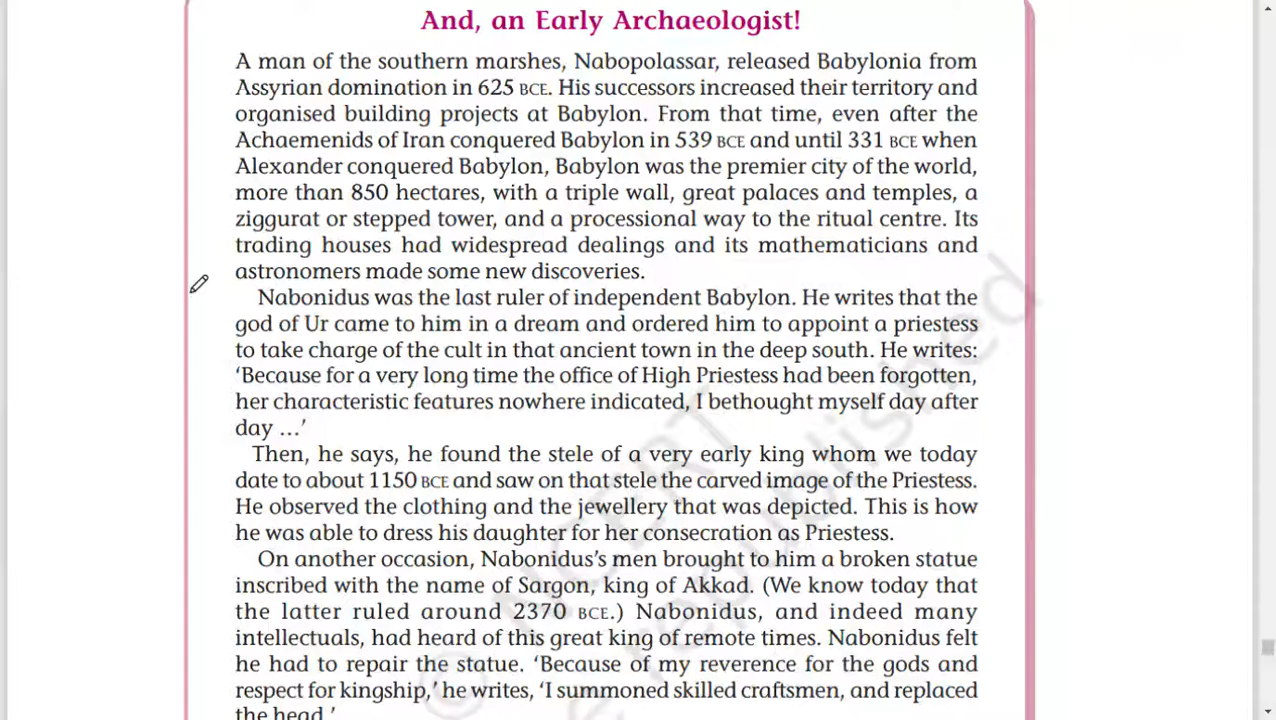 And, an Early Archaeologist!
A man of the southern marshes, Nabopolassar, released Babylonia from
Assyrian domination in 625 BCE. His successors increased their territory and
organised building projects at Babylon. From that time, even after the
Achaemenids of Iran conquered Babylon in 539 BCE and until 331 BCE when
Alexander conquered Babylon, Babylon was the premier city of the world,
more than 850 hectares, with a triple wall, great palaces and temples, a
ziggurat or stepped tower, and a processional way to the ritual centre. Its
trading houses had widespread dealings and its mathematicians and
astronomers made some new discoveries.
Nabonidus was the last ruler of independent Babylon. He writes that the
god of Ur came to him in a dream and ordered him to appoint a priestess
to take charge of the cult in that ancient town in the deep south. He writes:
‘Because for a very long time the office of High Priestess had been forgotten,
her characteristic features nowhere indicated, I bethought myself day after
day …’
Then, he says, he found the stele of a very early king whom we today
date to about 1150 BCE and saw on that stele the carved image of the Priestess.
He observed the clothing and the jewellery that was depicted. This is how
he was able to dress his daughter for her consecration as Priestess.
On another occasion, Nabonidus’s men brought to him a broken statue
inscribed with the name of Sargon, king of Akkad. (We know today that
the latter ruled around 2370 BCE.) Nabonidus, and indeed many
intellectuals, had heard of this great king of remote times. Nabonidus felt
he had to repair the statue. ‘Because of my reverence for the gods and
respect for kingship,’ he writes, ‘I summoned skilled craftsmen, and replaced
the head.’
© NCERT
republished